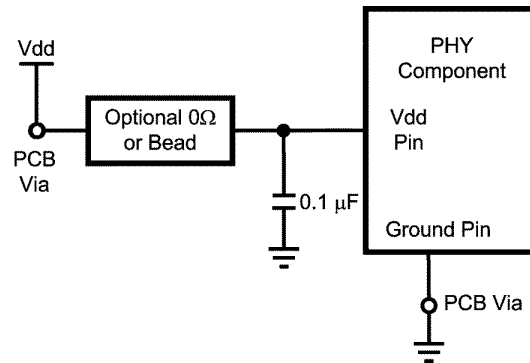 Vdd
PCB
Via
Optional 0Ω
or Bead
0.1 μF
PHY
Component
Vdd
Pin
Ground Pin
PCB Via